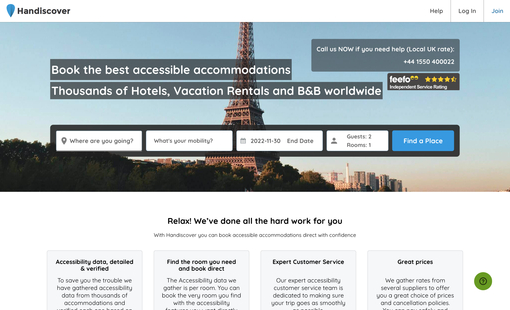 Handiscover
Help
Log In
Join
Call us NOW if you need help (Local UK rate):
+44 1550 400022
feefo
Independent Service Rating
Book the best accessible accommodations
Thousands of Hotels, Vacation Rentals and B&B worldwide
Where are you going?
What's your mobility?
2022-11-30
End Date
Guests: 2
Rooms: 1
Find a Place
Relax! We've done all the hard work for you
With Handiscover you can book accessible accommodations direct with confidence
Accessibility data, detailed
& verified
To save you the trouble we
have gathered accessibility
data from thousands of
accommodations and
Find the room you need
and book direct
The Accessibility data we
gather is per room. You can
book the very room you find
with the accessibility
Expert Customer Service
Our expert accessibility
customer service team is
dedicated to making sure
your trip goes as smoothly
Great prices
We gather rates from
several suppliers to offer
you a great choice of prices
and cancellation policies.